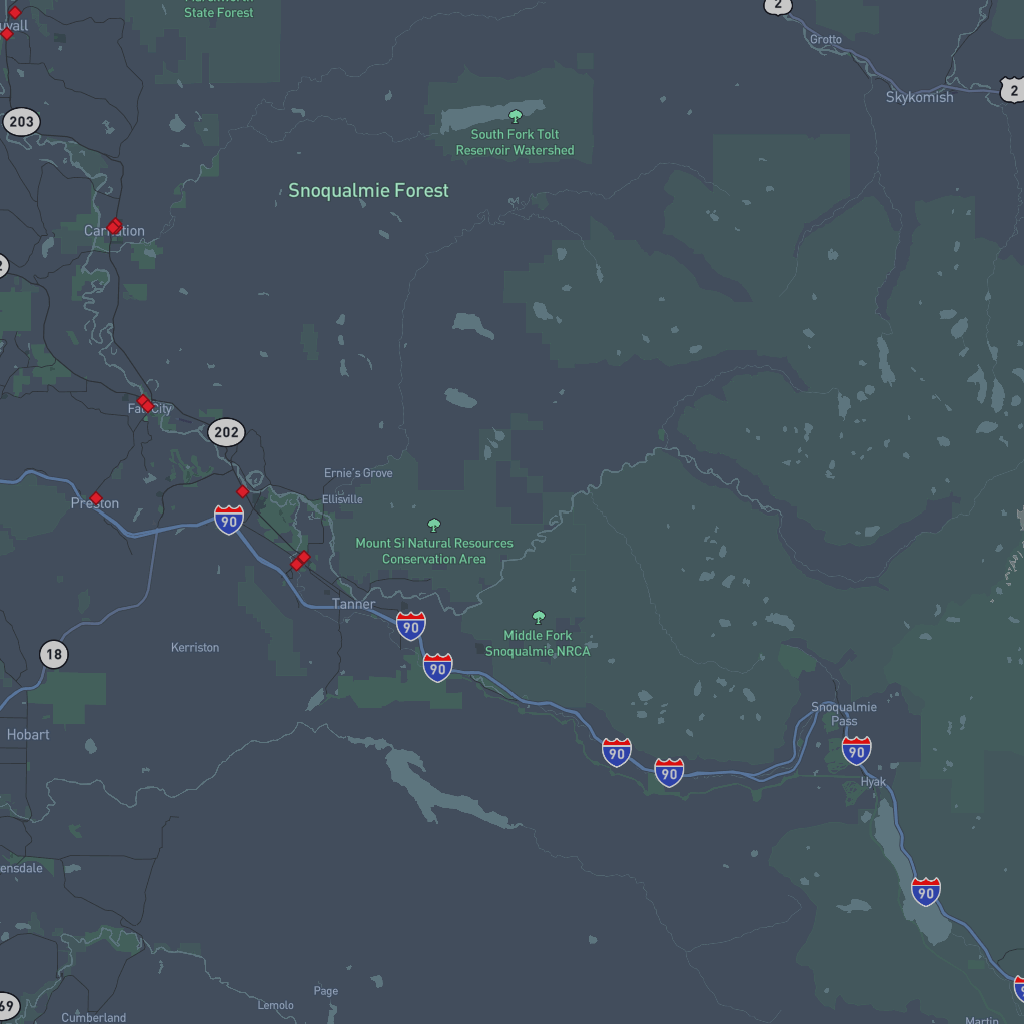 State Forest
2
Grotto
Skykomish
2
203
South Fork Tolt
Reservoir Watershed
Snoqualmie Forest
Carnation
Fall City
202
Ernie's Grove
Ellisville
Preston
90
Mount Si Natural Resources
Conservation Area
Tanner
90
Middle Fork
Snoqualmie NRCA
Kerriston
18
90
Snoqualmie
Pass
Hobart
90
90
90
Hyak
ensdale
90
Page
Lemolo
69
Cumberland
Martin